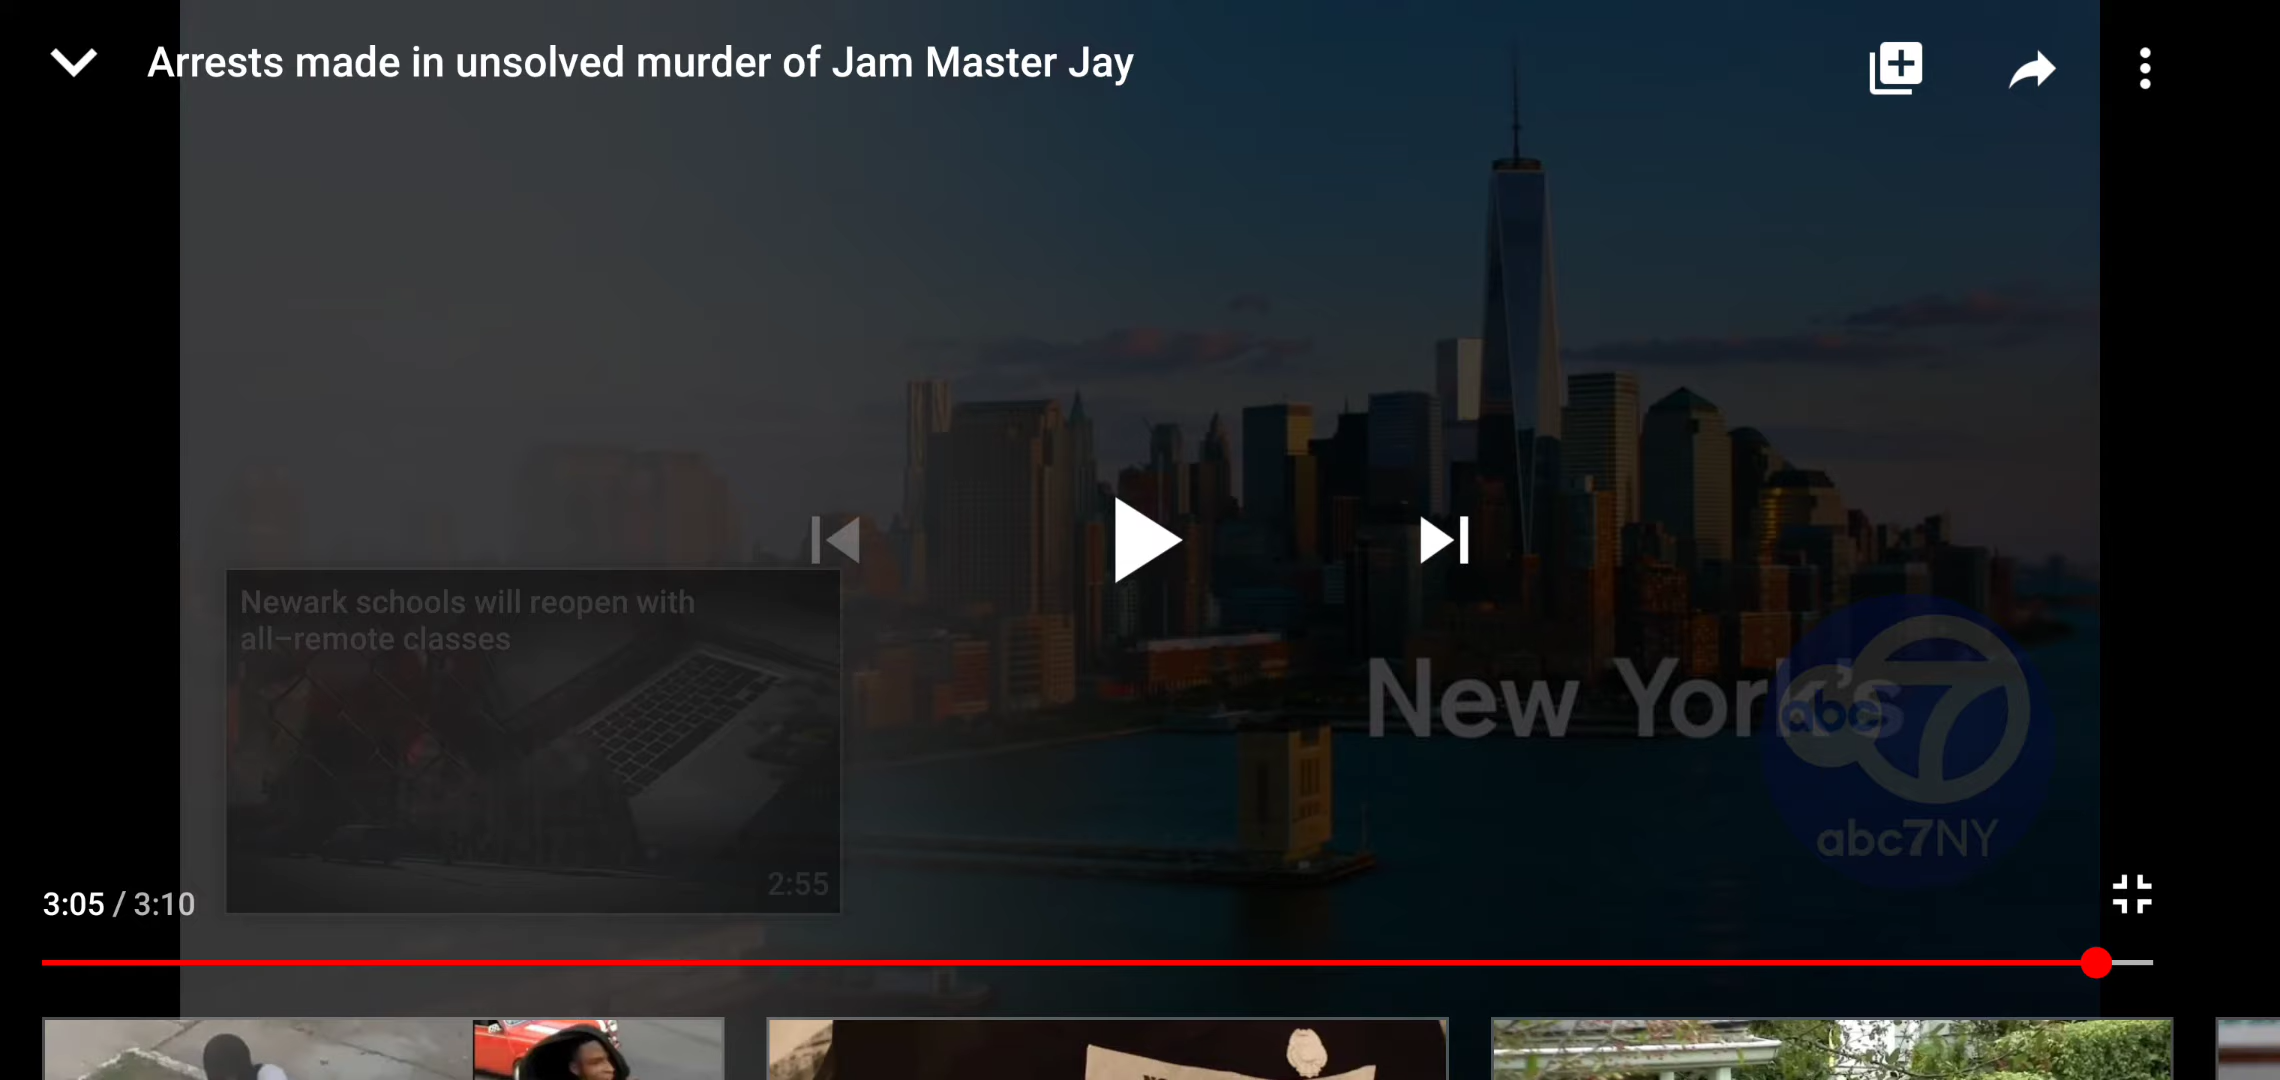 Arrests made in unsolved murder of Jam Master Jay
Newark schools will reopen with
all-remote classes
2:55
New York's
abc 7
abc7NY
3:05 / 3:10